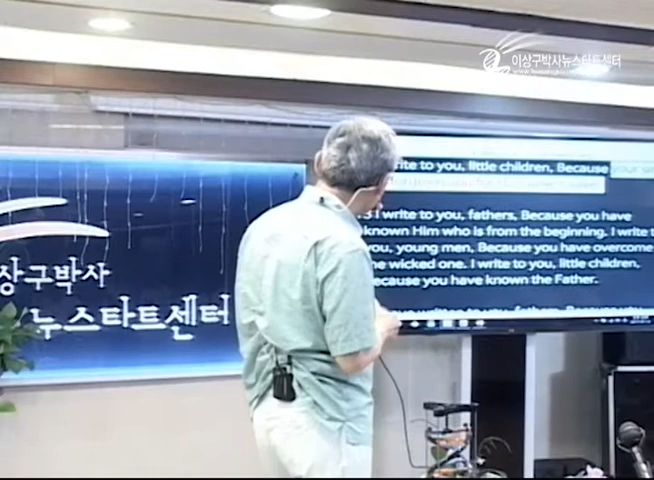 이상구박사뉴스타트센터
rite to you, little children, Because your
3 I write to you, fathers, Because you have
known Him who is from the beginning. I write t
you, young men, Because you have overcome
he wicked one. I write to you, little children,
ecause you have known the Father.
상구박사
뉴스타트센터